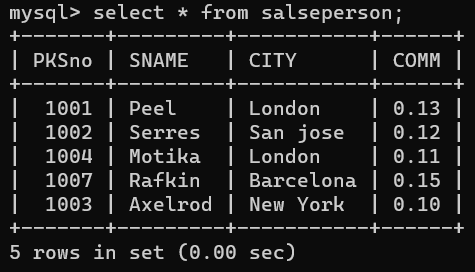 mysql> select * from salseperson;
+-------+---------+-----------+------+
| PKSno | SNAME   | CITY      | COMM |
+-------+---------+-----------+------+
|  1001 | Peel    | London    | 0.13 |
|  1002 | Serres  | San jose  | 0.12 |
|  1004 | Motika  | London    | 0.11 |
|  1007 | Rafkin  | Barcelona | 0.15 |
|  1003 | Axelrod | New York  | 0.10 |
+-------+---------+-----------+------+
5 rows in set (0.00 sec)